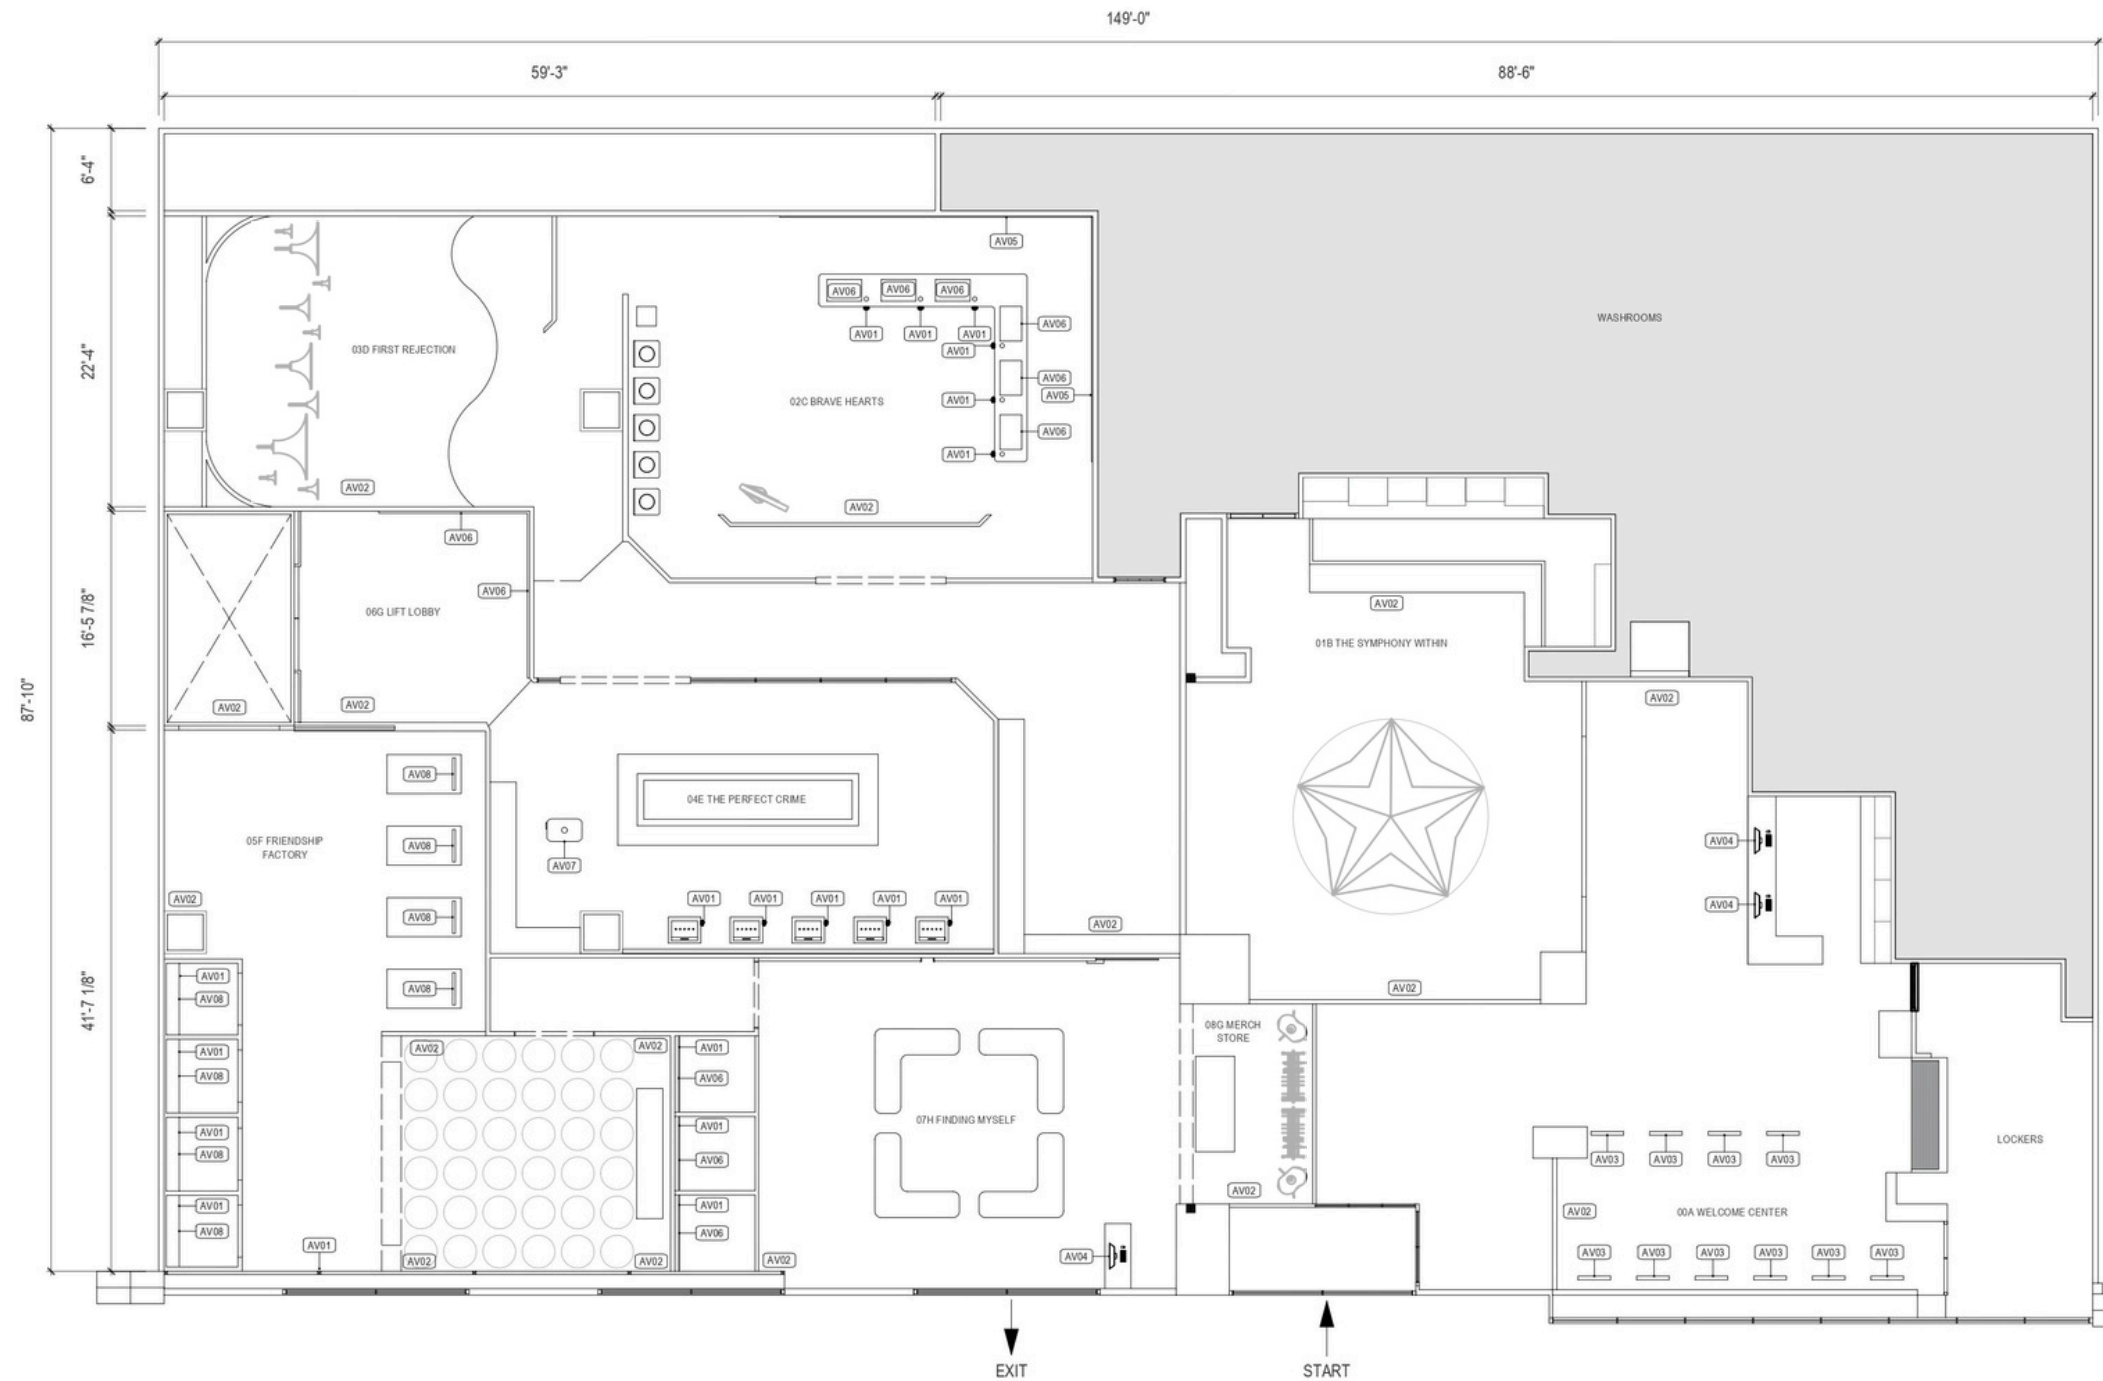 149'-0"
59'-3"
88'-6"
6'-4"
22'-4"
16'-5 7/8"
41'-7 1/8"
87'-10"
AV05
AV06
AV06
AV06
AV01
AV01
AV01
AV06
AV01
WASHROOMS
03D FIRST REJECTION
AV06
AV05
AV01
02C BRAVE HEARTS
AV06
AV01
AV02
AV02
AV06
AV06
06G LIFT LOBBY
AV02
AV02
AV02
01B THE SYMPHONY WITHIN
AV02
AV08
04E THE PERFECT CRIME
05F FRIENDSHIP
FACTORY
AV08
AV07
AV04
AV04
AV02
AV08
AV01
AV01
AV01
AV01
AV01
AV02
AV01
AV08
AV08
AV02
AV01
AV08
AV02
AV02
AV01
AV06
08G MERCH
STORE
AV01
AV08
AV01
AV06
07H FINDING MYSELF
LOCKERS
AV03
AV03
AV03
AV03
AV01
AV08
AV01
AV06
AV02
AV02
00A WELCOME CENTER
AV01
AV02
AV02
AV02
AV04
AV03
AV03
AV03
AV03
AV03
AV03
EXIT
START